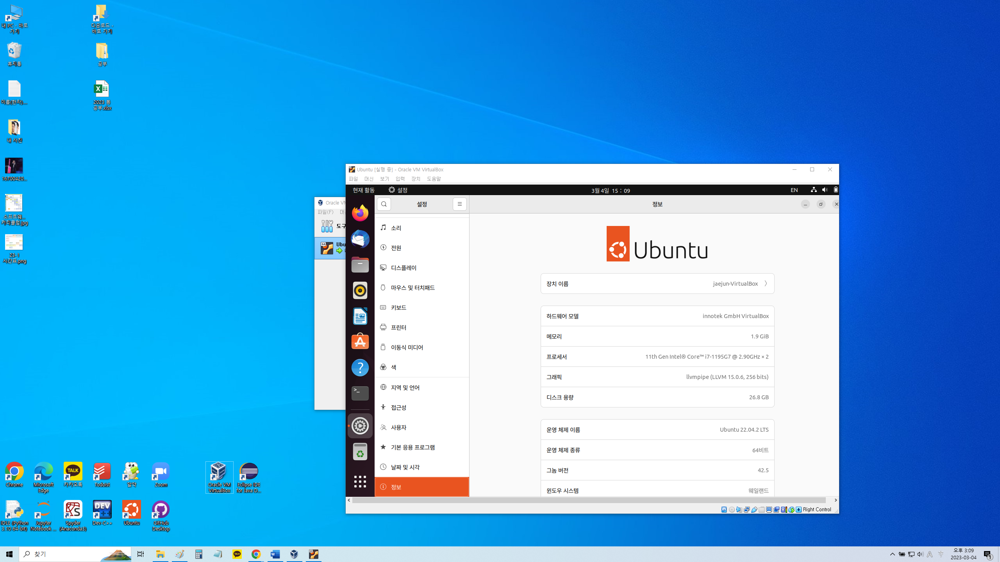 내 PC - 바로
가기
다운로드 -
바로 가기
휴지통
공부
이름(한자)....
2023 봄
공부.xlsx
내 사진
16700420...
소프트웨...
커리큘럼.jpg
23-1
시간표.png
Ubuntu [실행 중] - Oracle VM VirtualBox
파일 머신 보기 입력 장치 도움말
현재 활동 설정 3월 4일 15 : 09 EN
Oracle VM
파일(F)
도구
64
Ubu
설정
정보
소리
전원
디스플레이
마우스 및 터치패드
키보드
프린터
이동식 미디어
색
지역 및 언어
접근성
사용자
기본 응용 프로그램
날짜 및 시각
정보
Ubuntu
장치 이름 jaejun-VirtualBox
하드웨어 모델 innotek GmbH VirtualBox
메모리 1.9 GiB
프로세서 11th Gen Intel® Core™ i7-1195G7 @ 2.90GHz × 2
그래픽 llvmpipe (LLVM 15.0.6, 256 bits)
디스크 용량 26.8 GB
운영 체제 이름 Ubuntu 22.04.2 LTS
운영 체제 종류 64비트
그놈 버전 42.5
윈도우 시스템 웨일랜드
Right Control
TALK
Chrome
Microsoft
Edge
카카오톡
Todoist
알약
Zoom
Oracle VM
VirtualBox
Eclipse IDE
for Java D...
DEV
C++
IDLE (Python
3.10 64-bit)
Jupyter
Notebook ...
Spyder
(Anaconda3)
Dev-C++
Ubuntu
GitHub
Desktop
찾기
TALK
W
64
A
오후 3:09
2023-03-04
1